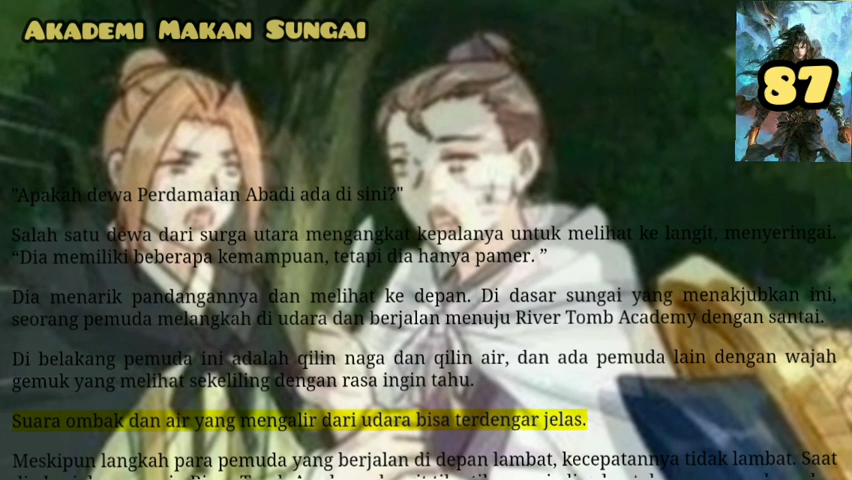 Akademi Makan Sungai
87
"Apakah dewa Perdamaian Abadi ada di sini?"
Salah satu dewa dari surga utara mengangkat kepalanya untuk melihat ke langit, menyeringai.
“Dia memiliki beberapa kemampuan, tetapi dia hanya pamer. ”
Dia menarik pandangannya dan melihat ke depan. Di dasar sungai yang menakjubkan ini,
seorang pemuda melangkah di udara dan berjalan menuju River Tomb Academy dengan santai.
Di belakang pemuda ini adalah qilin naga dan qilin air, dan ada pemuda lain dengan wajah
gemuk yang melihat sekeliling dengan rasa ingin tahu.
Suara ombak dan air yang mengalir dari udara bisa terdengar jelas.
Meskipun langkah para pemuda yang berjalan di depan lambat, kecepatannya tidak lambat. Saat